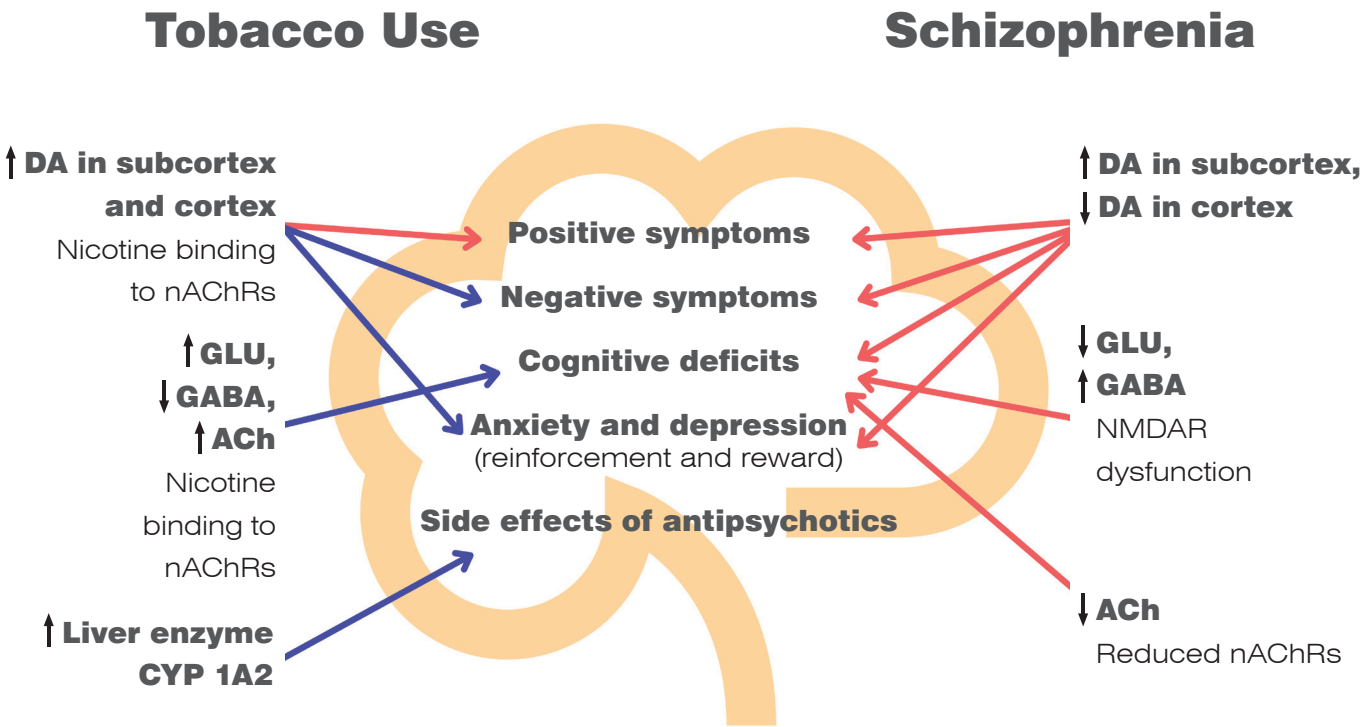 Tobacco Use
Schizophrenia
↑ DA in subcortex
and cortex
Nicotine binding
to nAChRs
↑ GLU,
↓ GABA,
↑ ACh
Nicotine
binding to
nAChRs
↑ Liver enzyme
CYP 1A2
Positive symptoms
Negative symptoms
Cognitive deficits
Anxiety and depression
(reinforcement and reward)
Side effects of antipsychotics
↑ DA in subcortex,
↓ DA in cortex
↓ GLU,
↑ GABA
NMDAR
dysfunction
↓ ACh
Reduced nAChRs